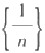 { 𝟙 / n }